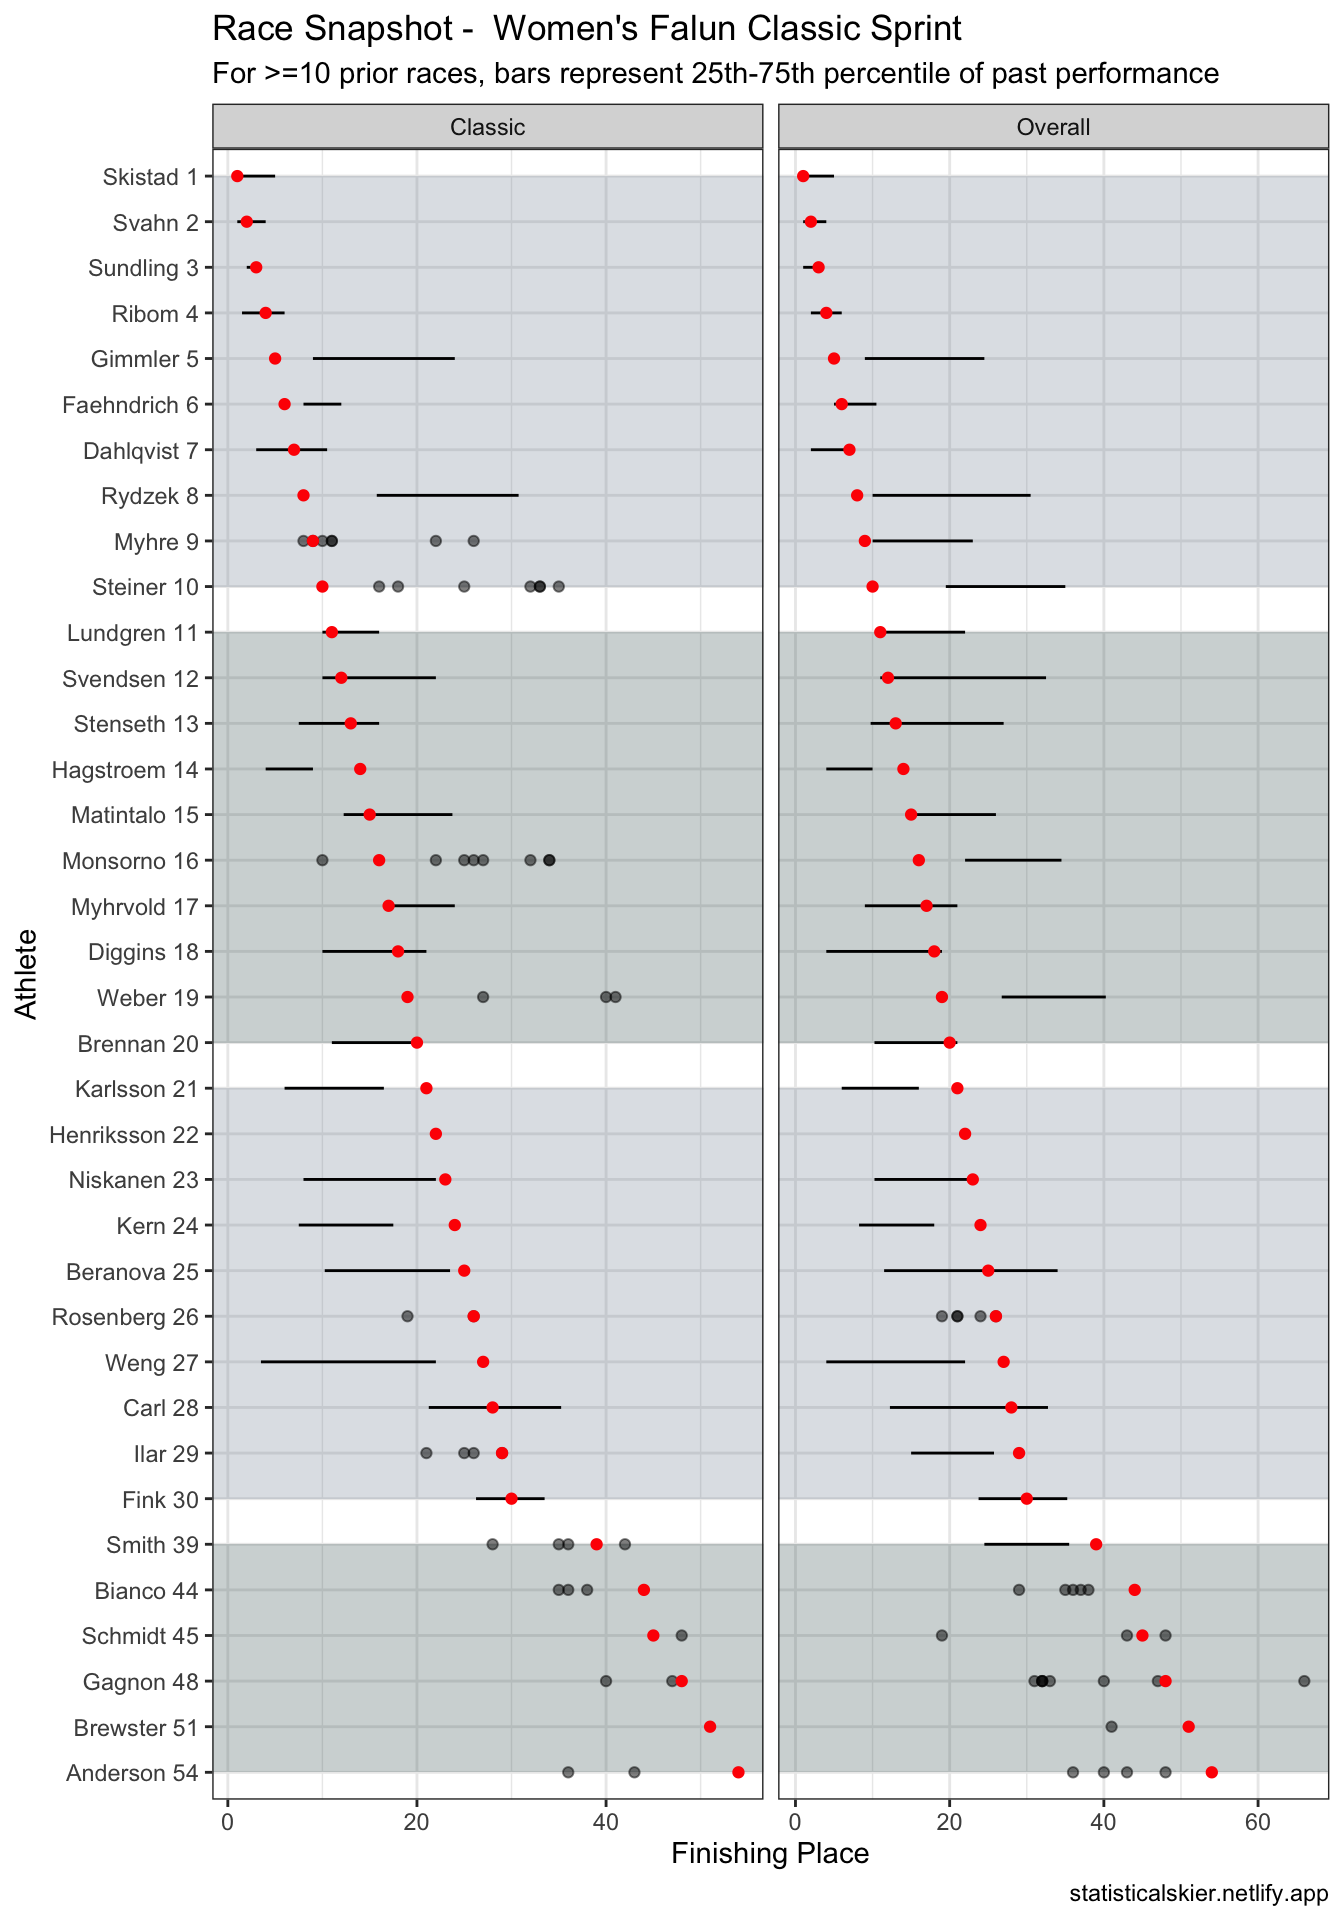 Race Snapshot -  Women's Falun Classic Sprint
For >=10 prior races, bars represent 25th-75th percentile of past performance
Classic
Overall
Athlete
Skistad 1
Svahn 2
Sundling 3
Ribom 4
Gimmler 5
Faehndrich 6
Dahlqvist 7
Rydzek 8
Myhre 9
Steiner 10
Lundgren 11
Svendsen 12
Stenseth 13
Hagstroem 14
Matintalo 15
Monsorno 16
Myhrvold 17
Diggins 18
Weber 19
Brennan 20
Karlsson 21
Henriksson 22
Niskanen 23
Kern 24
Beranova 25
Rosenberg 26
Weng 27
Carl 28
Ilar 29
Fink 30
Smith 39
Bianco 44
Schmidt 45
Gagnon 48
Brewster 51
Anderson 54
0 20 40
0 20 40 60
Finishing Place
statisticalskier.netlify.app